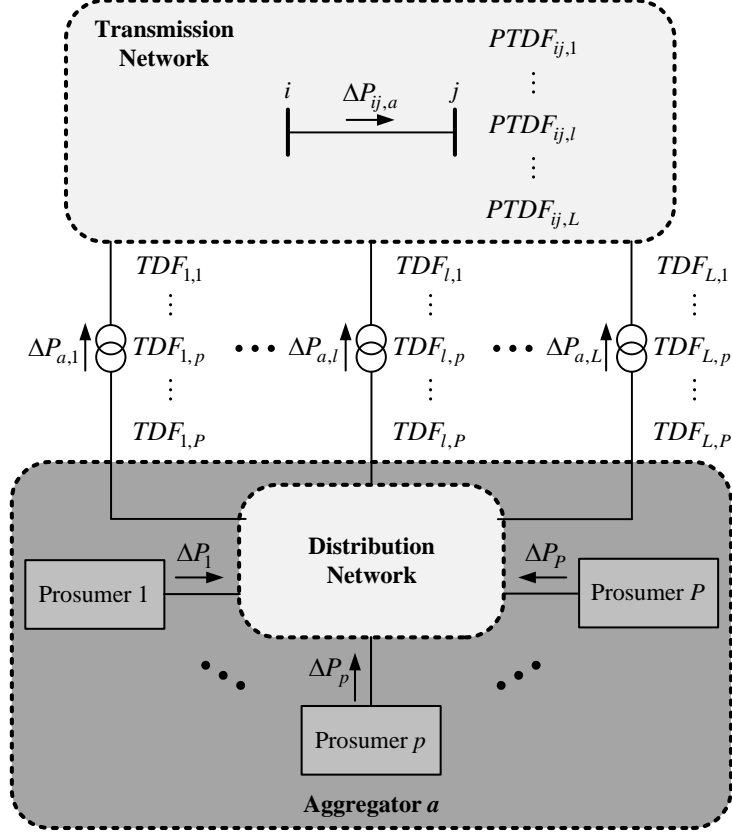 Transmission
Network
PTDF_{ij,1}
⋮
i
ΔP_{ij,a}
j
PTDF_{ij,l}
⋮
PTDF_{ij,L}
TDF_{1,1}
TDF_{l,1}
TDF_{L,1}
⋮ ⋮ ⋮
ΔP_{a,1}
TDF_{1,p}
•••
ΔP_{a,l}
TDF_{l,p}
•••
ΔP_{a,L}
TDF_{L,p}
⋮ ⋮ ⋮
TDF_{1,P}
TDF_{l,P}
TDF_{L,P}
Distribution
Network
ΔP_1
Prosumer 1
ΔP_P
Prosumer P
ΔP_p
Prosumer p
Aggregator a